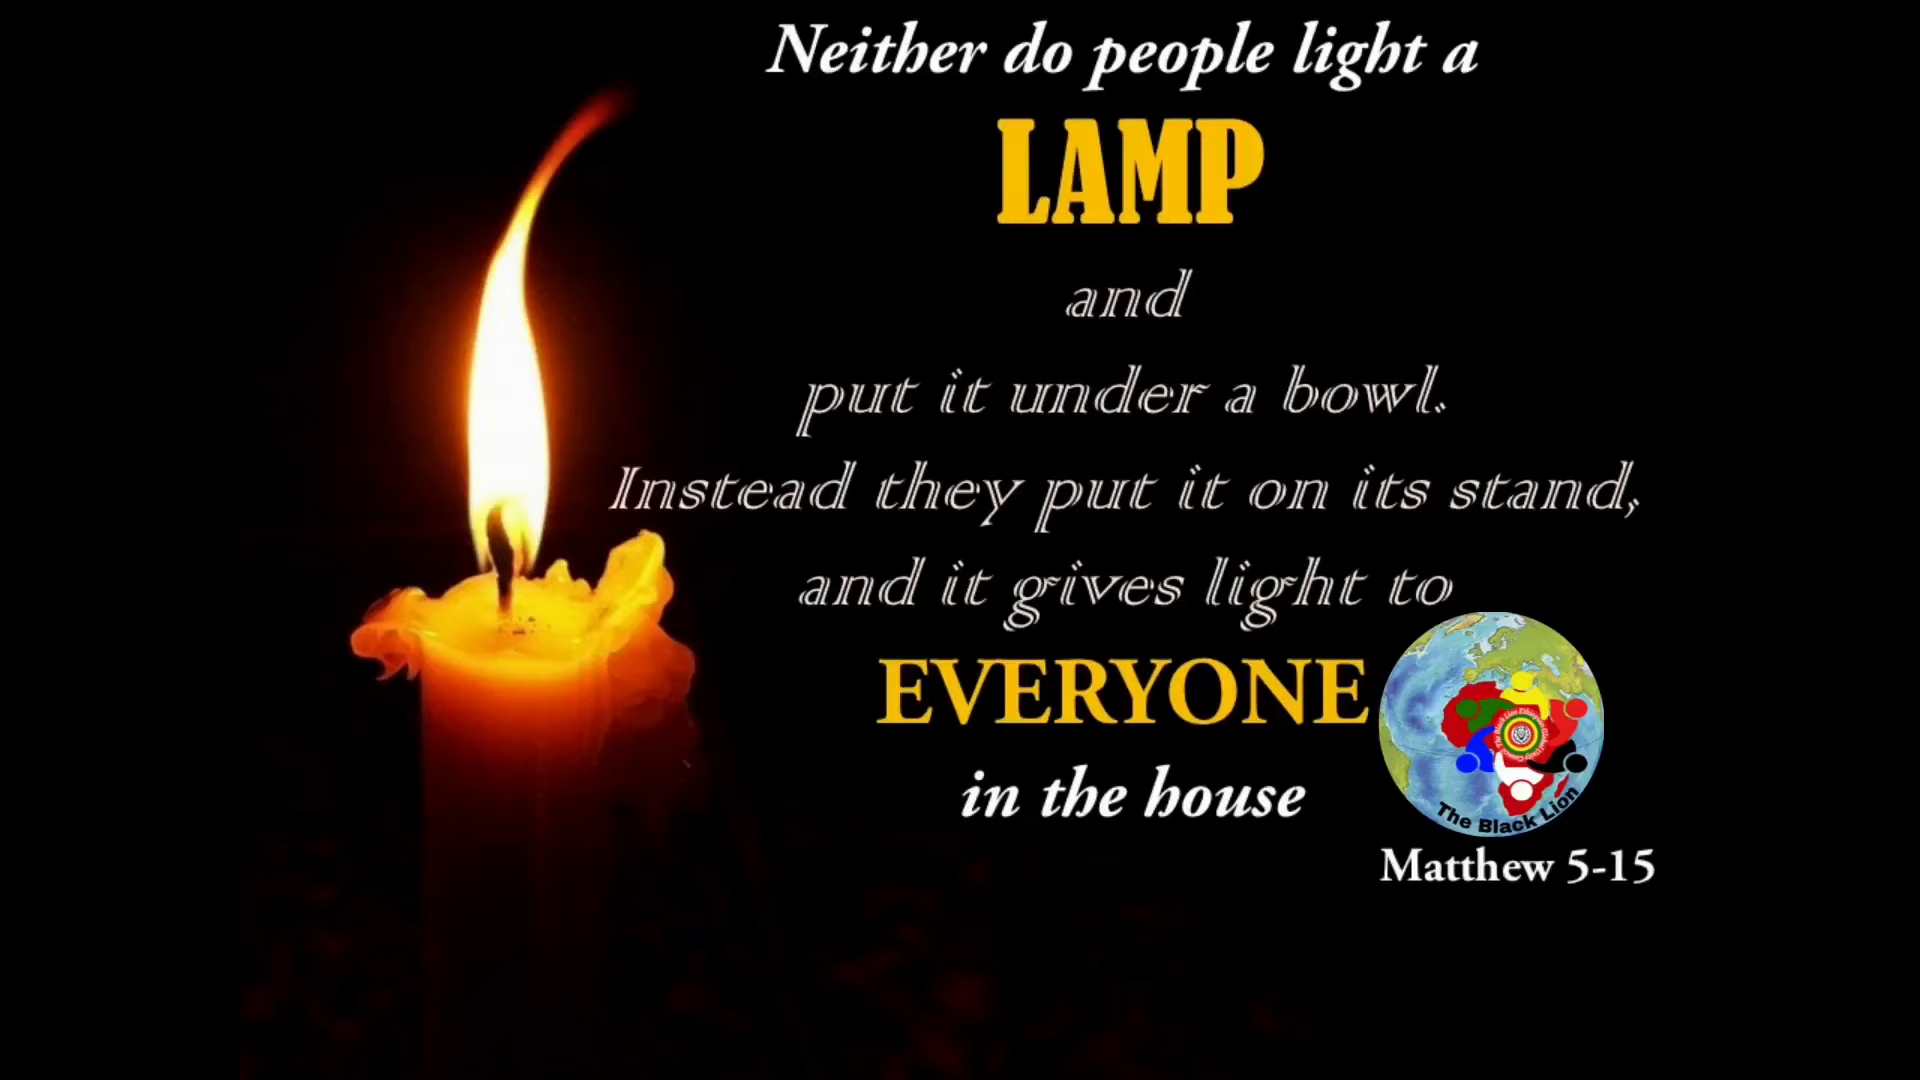 Neither do people light a
LAMP
and
put it under a bowl.
Instead they put it on its stand,
and it gives light to
EVERYONE
in the house
The Black Lion
Matthew 5-15